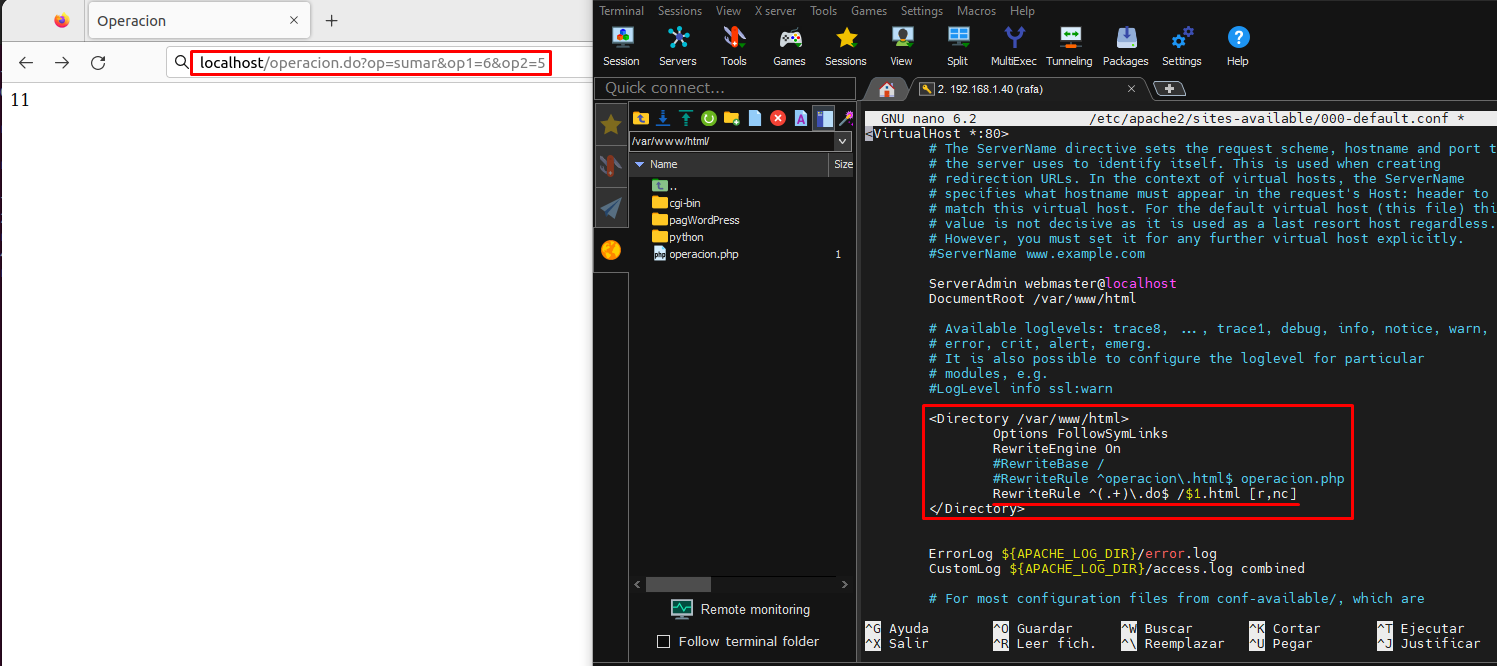 Operacion
localhost/operacion.do?op=sumar&op1=6&op2=5
11
Terminal Sessions View X server Tools Games Settings Macros Help
Session Servers Tools Games Sessions View Split MultiExec Tunneling Packages Settings Help
Quick connect...
2. 192.168.1.40 (rafa)
/var/www/html/
Name Size
..
cgi-bin
pagWordPress
python
operacion.php 1
Remote monitoring
Follow terminal folder
GNU nano 6.2 /etc/apache2/sites-available/000-default.conf *
<VirtualHost *:80>
# The ServerName directive sets the request scheme, hostname and port t
# the server uses to identify itself. This is used when creating
# redirection URLs. In the context of virtual hosts, the ServerName
# specifies what hostname must appear in the request's Host: header to
# match this virtual host. For the default virtual host (this file) thi
# value is not decisive as it is used as a last resort host regardless.
# However, you must set it for any further virtual host explicitly.
#ServerName www.example.com
ServerAdmin webmaster@localhost
DocumentRoot /var/www/html
# Available loglevels: trace8, ..., trace1, debug, info, notice, warn,
# error, crit, alert, emerg.
# It is also possible to configure the loglevel for particular
# modules, e.g.
#LogLevel info ssl:warn
<Directory /var/www/html>
Options FollowSymLinks
RewriteEngine On
#RewriteBase /
#RewriteRule ^operacion\.html$ operacion.php
RewriteRule ^(.+)\.do$ /$1.html [r,nc]
</Directory>
ErrorLog ${APACHE_LOG_DIR}/error.log
CustomLog ${APACHE_LOG_DIR}/access.log combined
# For most configuration files from conf-available/, which are
^G Ayuda ^O Guardar ^W Buscar ^K Cortar ^T Ejecutar
^X Salir ^R Leer fich. ^\ Reemplazar ^U Pegar ^J Justificar